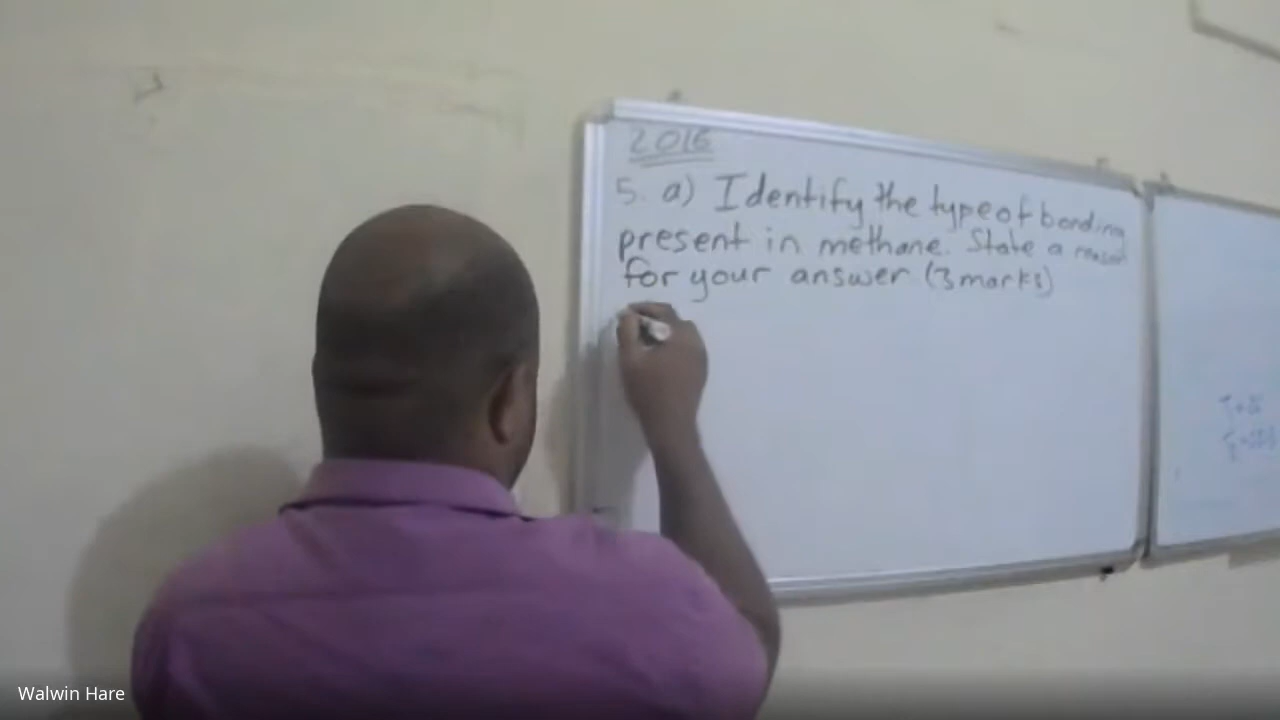 2016
5. a) Identify the type of bonding
present in methane. State a reason
for your answer (3 marks)
Walwin Hare